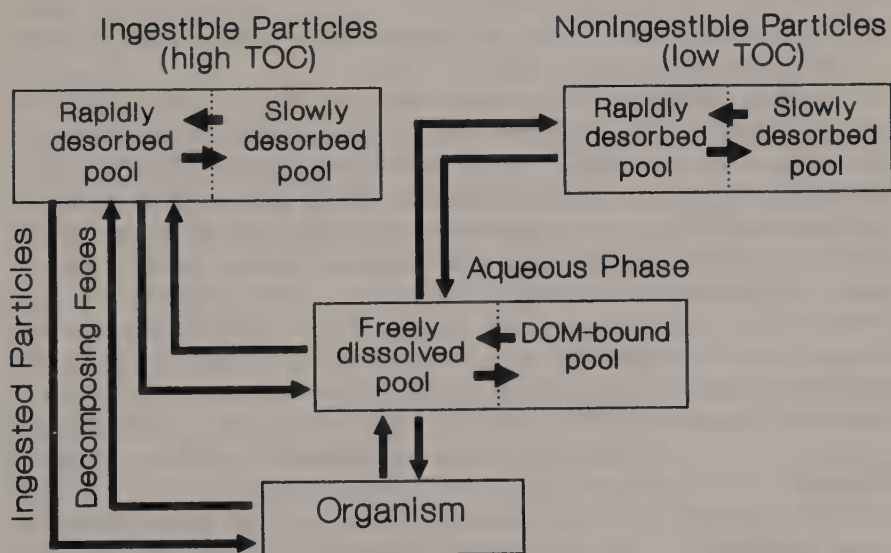 Ingestible Particles
(high TOC)
Noningestible Particles
(low TOC)
Rapidly
desorbed
pool
Slowly
desorbed
pool
Rapidly
desorbed
pool
Slowly
desorbed
pool
Ingested Particles
Decomposing Feces
Aqueous Phase
Freely
dissolved
pool
DOM-bound
pool
Organism